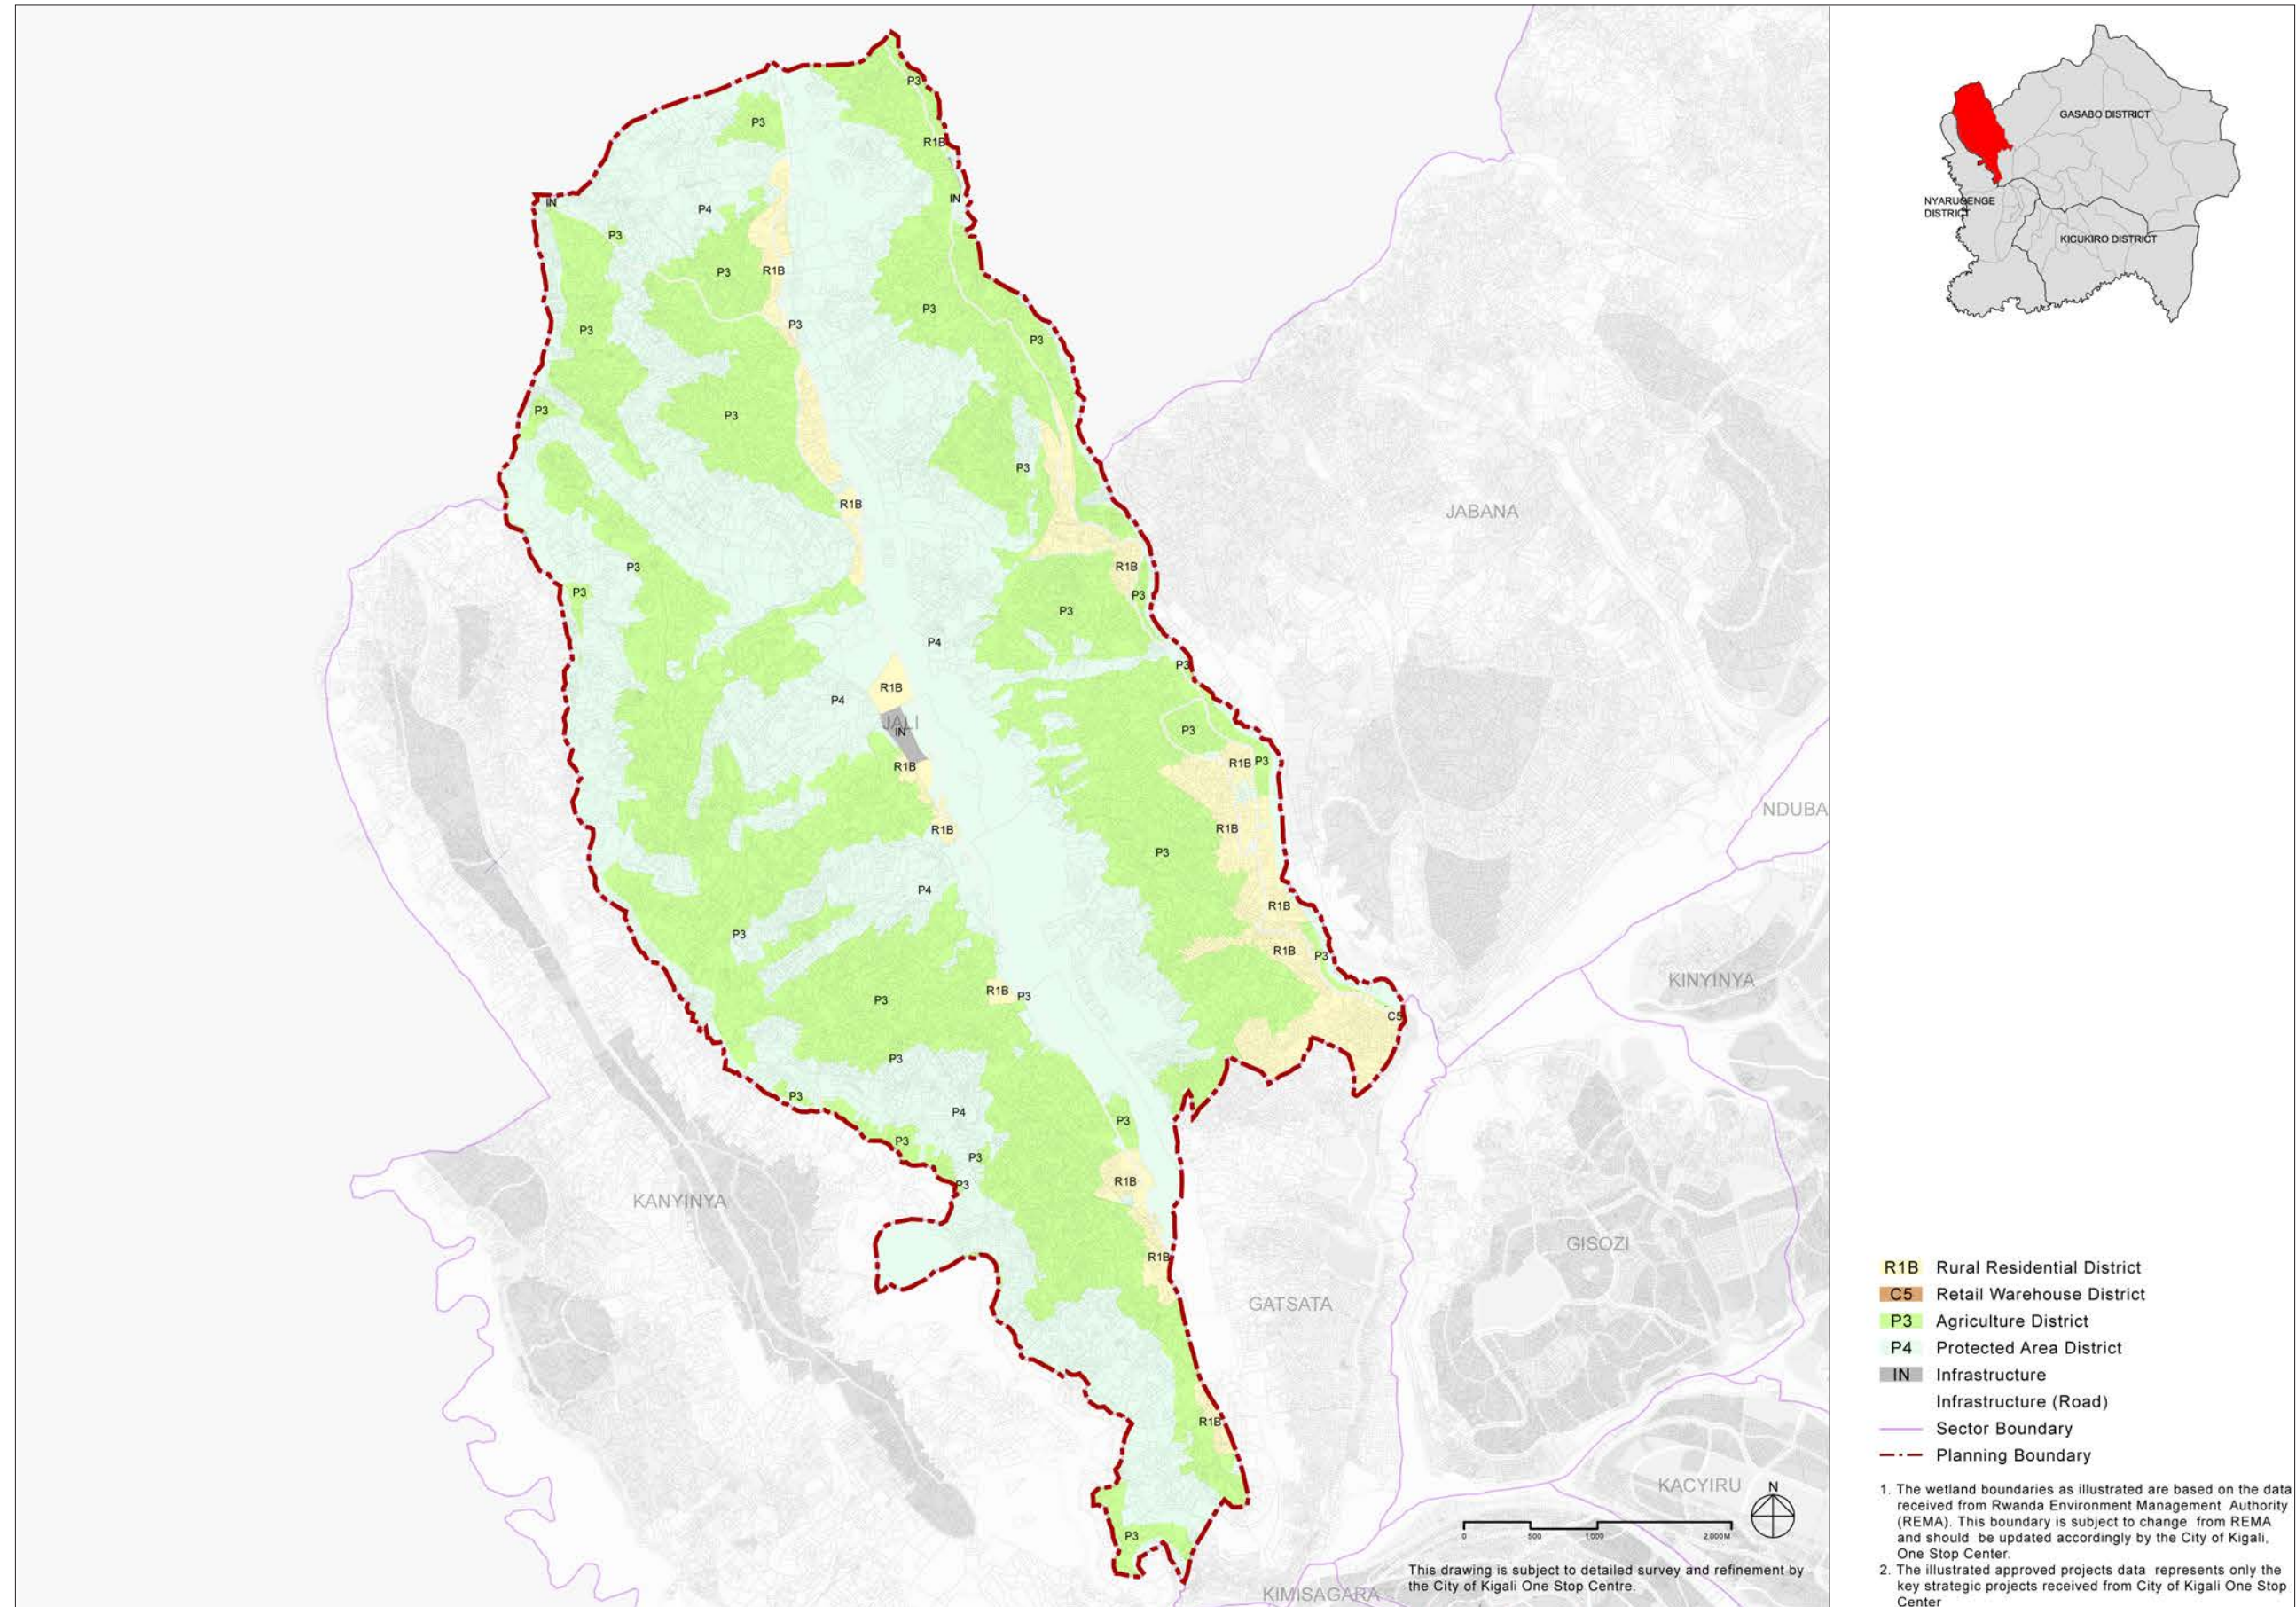 P3
P3
R1B
IN
IN
P4
P3
P3
R1B
P3
P3
P3
P3
P3
P3
P3
R1B
P3
R1B
P3
P3
P3
P3
P4
P3
R1B
P4
JALI
IN
P3
R1B
R1B P3
R1B
R1B
P3
P4
R1B
P3
R1B
P3
R1B
P3
P3
C5
P3
P3
P4
P3
P3
P3
P3
R1B
R1B
R1B
P3
JABANA
NDUBA
KINYINYA
KANYINYA
GISOZI
GATSATA
KACYIRU
KIMISAGARA
N
0 500 1,000 2,000M
This drawing is subject to detailed survey and refinement by
the City of Kigali One Stop Centre.
GASABO DISTRICT
NYARUGENGE
DISTRICT
KICUKIRO DISTRICT
R1B Rural Residential District
C5 Retail Warehouse District
P3 Agriculture District
P4 Protected Area District
IN Infrastructure
Infrastructure (Road)
Sector Boundary
Planning Boundary
1. The wetland boundaries as illustrated are based on the data
received from Rwanda Environment Management Authority
(REMA). This boundary is subject to change from REMA
and should be updated accordingly by the City of Kigali,
One Stop Center.
2. The illustrated approved projects data represents only the
key strategic projects received from City of Kigali One Stop
Center